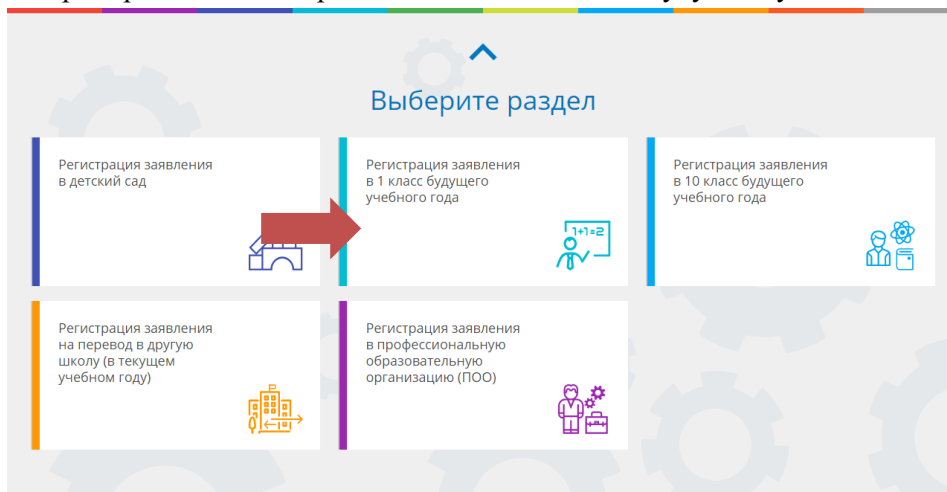 Выберите раздел
Регистрация заявления
в детский сад
Регистрация заявления
в 1 класс будущего
учебного года
1+1=2
Регистрация заявления
в 10 класс будущего
учебного года
Регистрация заявления
на перевод в другую
школу (в текущем
учебном году)
Регистрация заявления
в профессиональную
образовательную
организацию (ПОО)